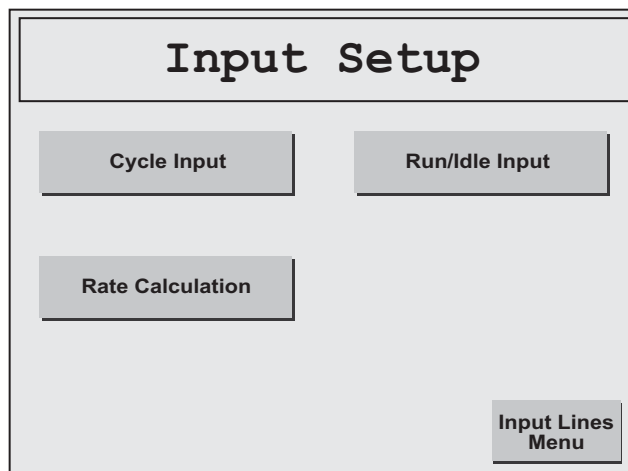 Input Setup
Cycle Input
Run/Idle Input
Rate Calculation
Input Lines
Menu